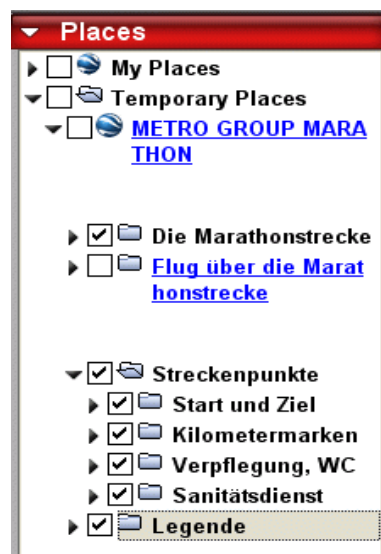 Places
My Places
Temporary Places
METRO GROUP MARA
THON
Die Marathonstrecke
Flug über die Marat
honstrecke
Streckenpunkte
Start und Ziel
Kilometermarken
Verpflegung, WC
Sanitätsdienst
Legende